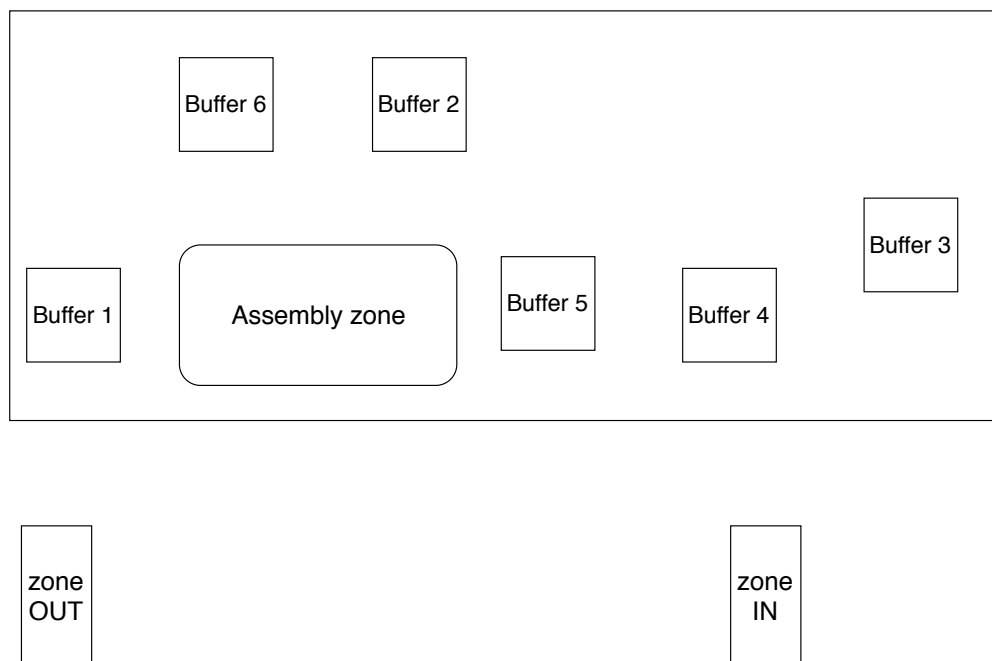 Buffer 6
Buffer 2
Buffer 3
Buffer 1
Assembly zone
Buffer 5
Buffer 4
zone
OUT
zone
IN